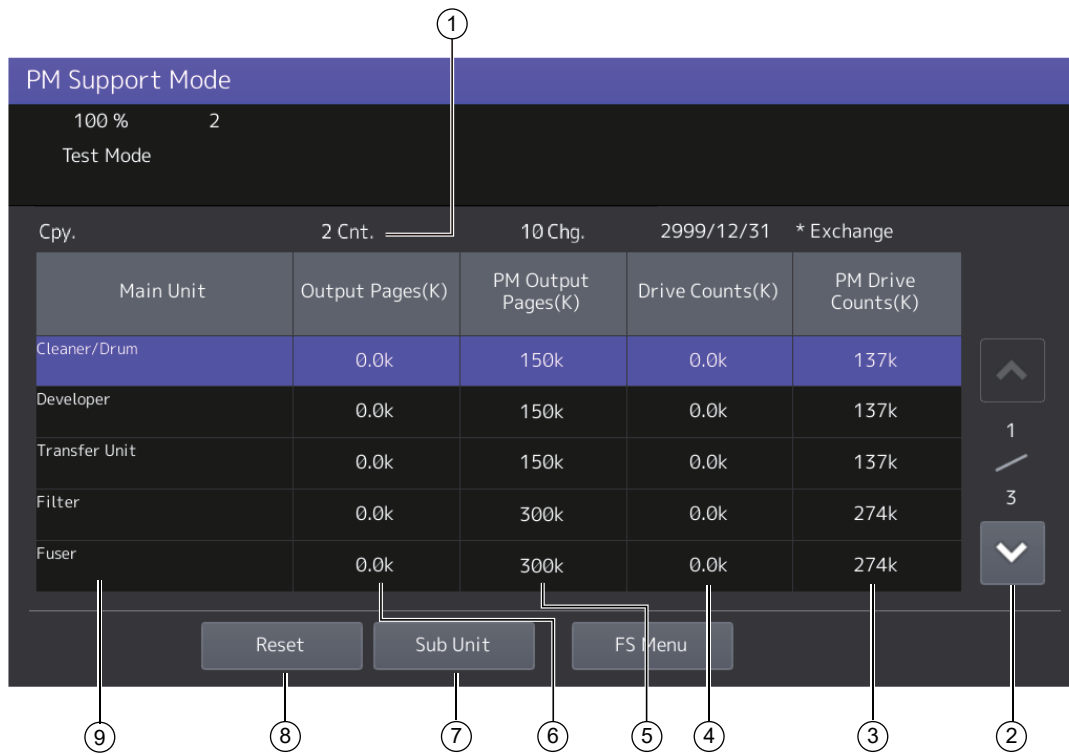 1
PM Support Mode
100 % 2
Test Mode
Cpy. 2 Cnt. 10 Chg. 2999/12/31 * Exchange
Main Unit Output Pages(K) PM Output Pages(K) Drive Counts(K) PM Drive Counts(K)
Cleaner/Drum 0.0k 150k 0.0k 137k
Developer 0.0k 150k 0.0k 137k
Transfer Unit 0.0k 150k 0.0k 137k
Filter 0.0k 300k 0.0k 274k
Fuser 0.0k 300k 0.0k 274k
1
/
3
Reset Sub Unit FS Menu
9 8 7 6 5 4 3 2